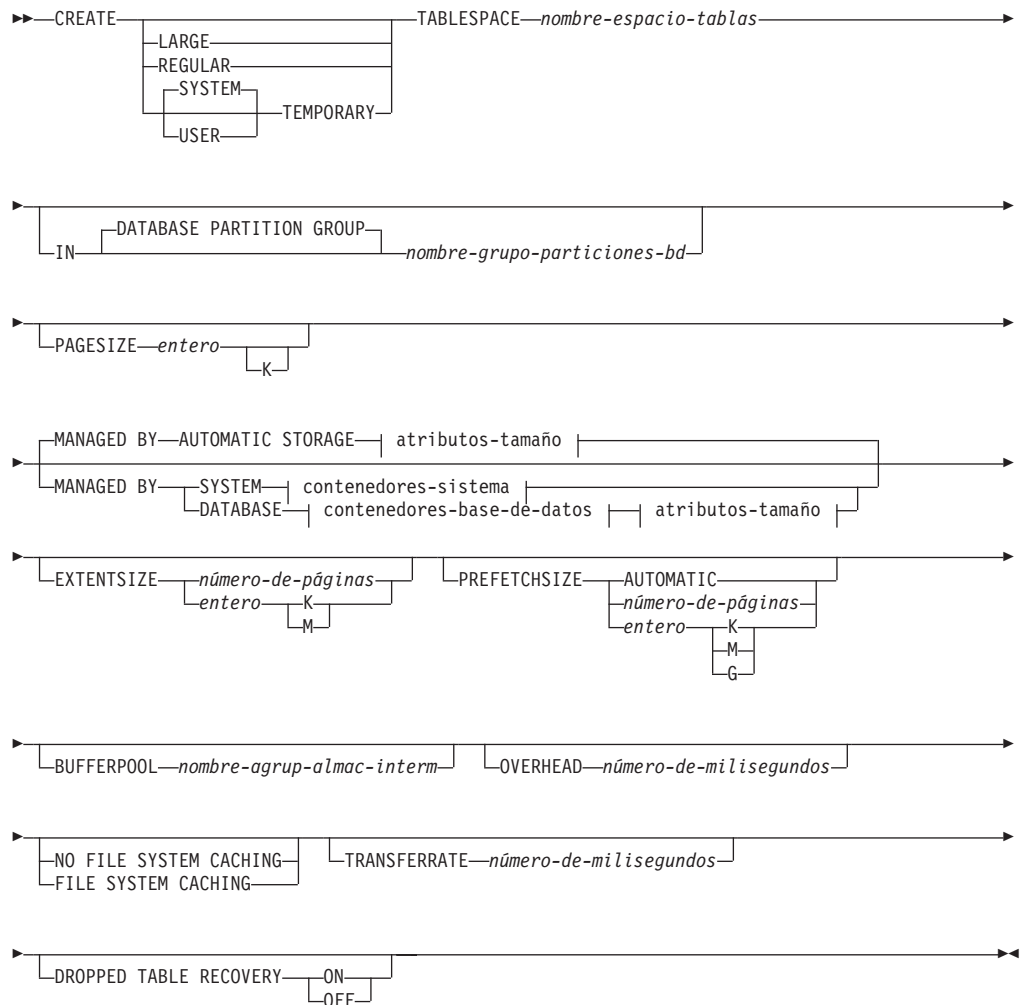 CREATE TABLESPACE nombre-espacio-tablas
LARGE
REGULAR
SYSTEM
TEMPORARY
USER
DATABASE PARTITION GROUP
IN nombre-grupo-particiones-bd
PAGESIZE entero
K
MANAGED BY AUTOMATIC STORAGE atributos-tamaño
MANAGED BY SYSTEM contenedores-sistema
DATABASE contenedores-base-de-datos atributos-tamaño
EXTENTSIZE número-de-páginas PREFETCHSIZE AUTOMATIC
entero K número-de-páginas
M entero K
M
G
BUFFERPOOL nombre-agrup-almac-interm OVERHEAD número-de-milisegundos
NO FILE SYSTEM CACHING TRANSFERRATE número-de-milisegundos
FILE SYSTEM CACHING
DROPPED TABLE RECOVERY ON
OFF